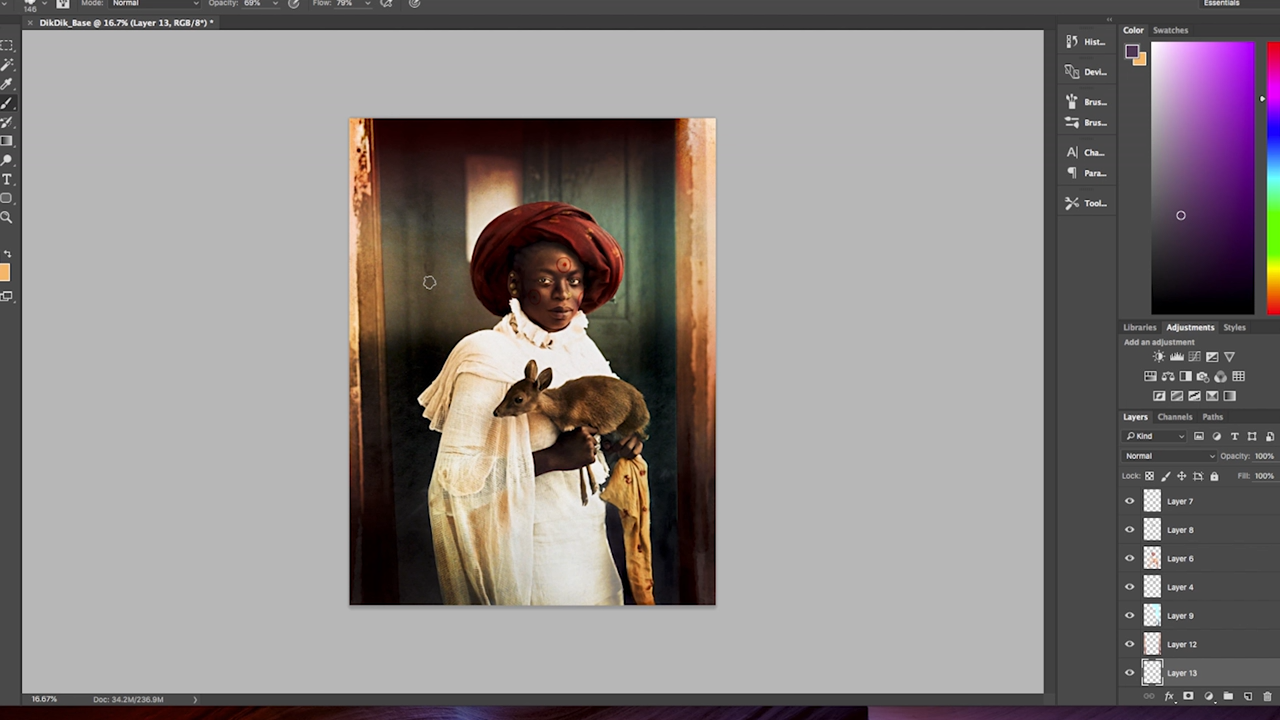 146
Mode: Normal
Opacity: 69%
Flow: 79%
Essentials
× DikDik_Base @ 16.7% (Layer 13, RGB/8*) *
Hist...
Devi...
Brus...
Brus...
Cha...
Para...
Tool...
Color Swatches
Libraries Adjustments Styles
Add an adjustment
Layers Channels Paths
Kind
Normal Opacity: 100%
Lock: Fill: 100%
Layer 7
Layer 8
Layer 6
Layer 4
Layer 9
Layer 12
Layer 13
fx
16.67% Doc: 34.2M/236.9M